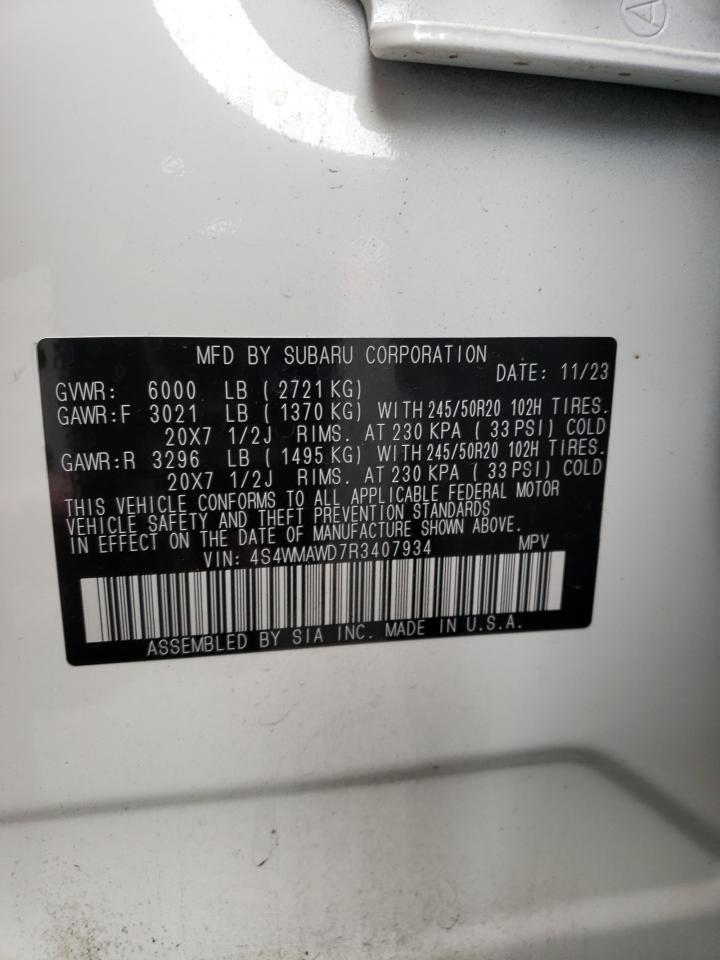 A
MFD BY SUBARU CORPORATION
DATE: 11/23
GVWR: 6000 LB ( 2721 KG)
GAWR:F 3021 LB ( 1370 KG) WITH 245/50R20 102H TIRES.
20X7 1/2J RIMS. AT 230 KPA ( 33 PSI) COLD
GAWR:R 3296 LB ( 1495 KG) WITH 245/50R20 102H TIRES.
20X7 1/2J RIMS. AT 230 KPA ( 33 PSI) COLD
THIS VEHICLE CONFORMS TO ALL APPLICABLE FEDERAL MOTOR
VEHICLE SAFETY AND THEFT PREVENTION STANDARDS
IN EFFECT ON THE DATE OF MANUFACTURE SHOWN ABOVE.
VIN: 4S4WMAWD7R3407934 MPV
ASSEMBLED BY SIA INC. MADE IN U.S.A.